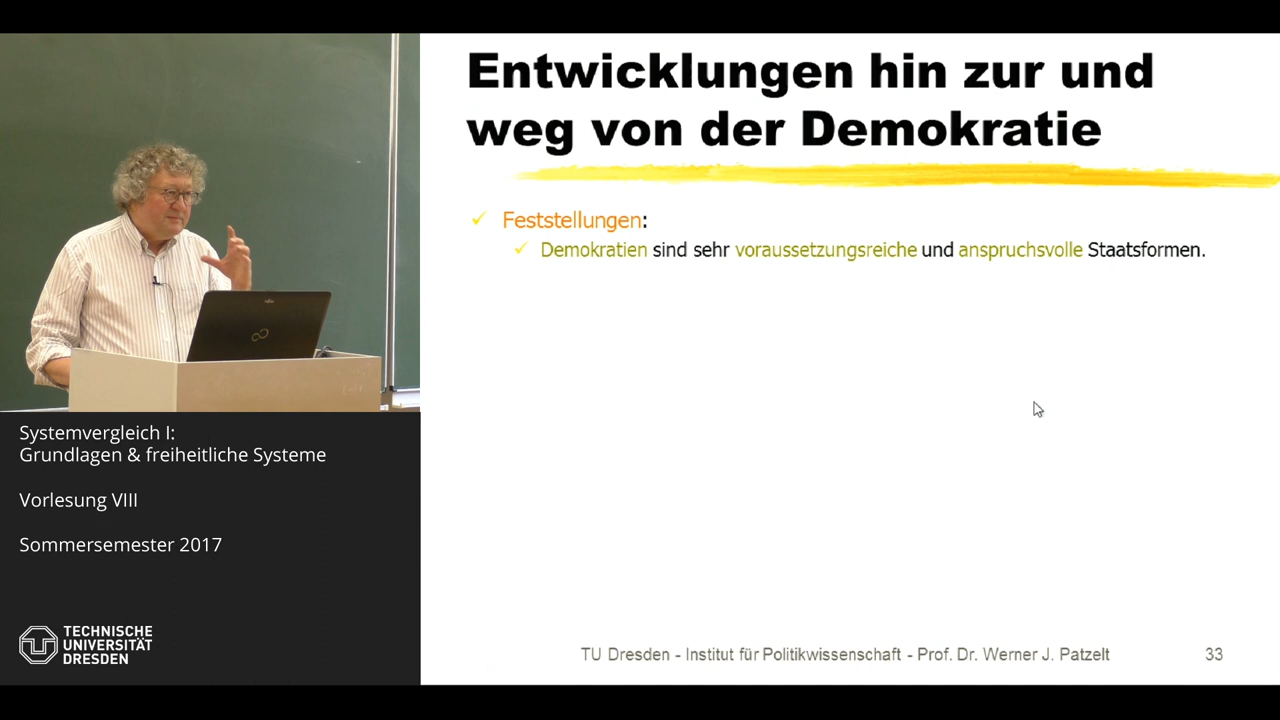 Entwicklungen hin zur und
weg von der Demokratie
Feststellungen:
Demokratien sind sehr voraussetzungsreiche und anspruchsvolle Staatsformen.
Systemvergleich I:
Grundlagen & freiheitliche Systeme
Vorlesung VIII
Sommersemester 2017
TECHNISCHE
UNIVERSITÄT
DRESDEN
TU Dresden - Institut für Politikwissenschaft - Prof. Dr. Werner J. Patzelt 33